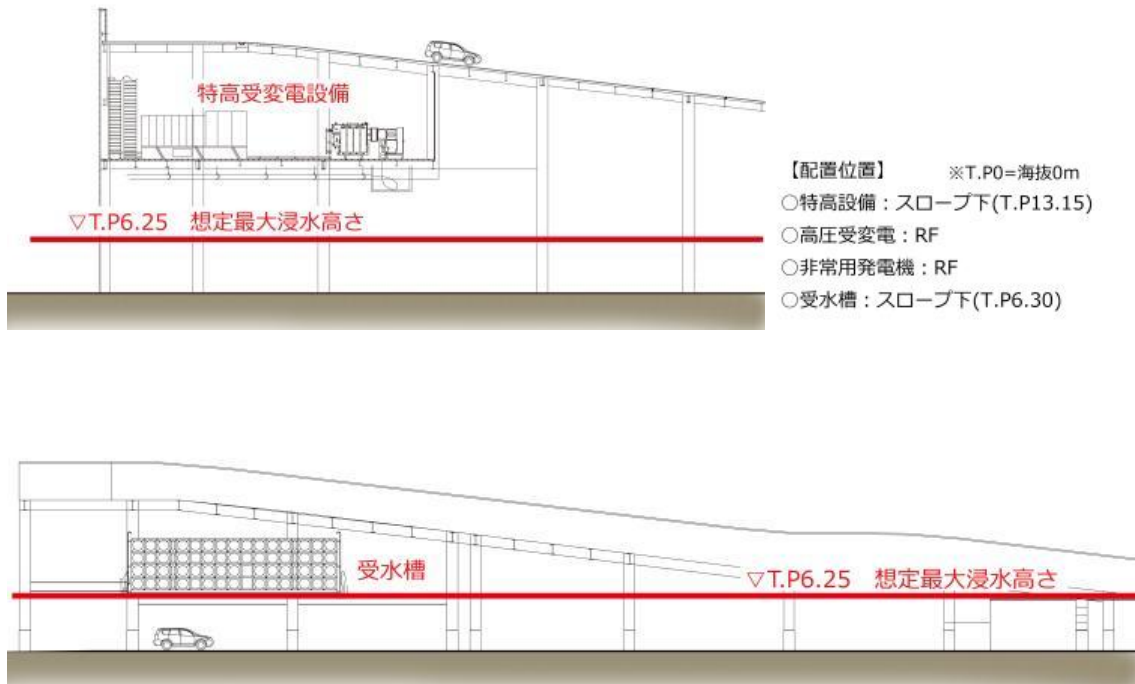 特高受変電設備
▽T.P6.25 想定最大浸水高さ
【配置位置】 ※T.P0=海抜0m
○特高設備：スロープ下(T.P13.15)
○高圧受変電：RF
○非常用発電機：RF
○受水槽：スロープ下(T.P6.30)
受水槽
▽T.P6.25 想定最大浸水高さ